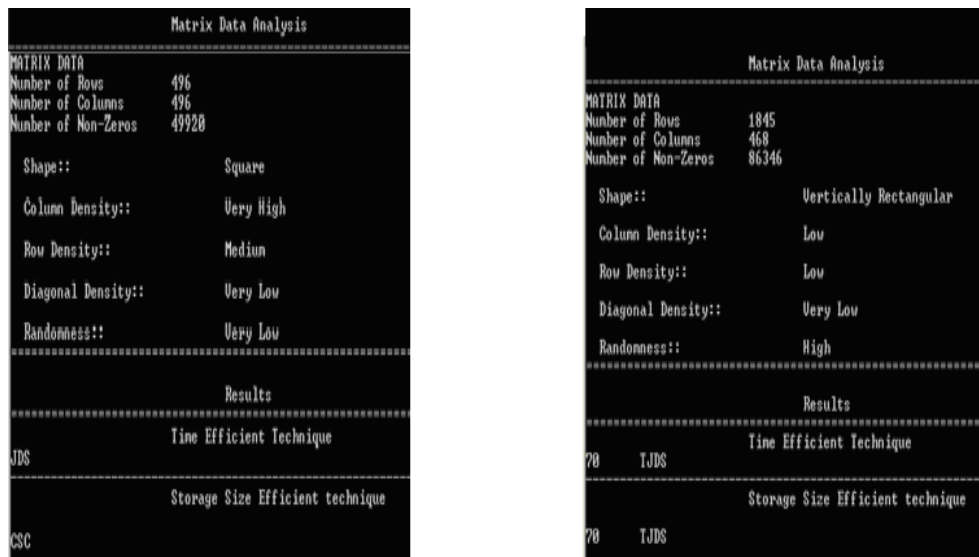 Matrix Data Analysis
MATRIX DATA
Number of Rows 496
Number of Columns 496
Number of Non-Zeros 49920
Shape:: Square
Column Density:: Very High
Row Density:: Medium
Diagonal Density:: Very Low
Randomness:: Very Low
Results
Time Efficient Technique
JDS
Storage Size Efficient technique
CSC
Matrix Data Analysis
MATRIX DATA
Number of Rows 1845
Number of Columns 468
Number of Non-Zeros 86346
Shape:: Vertically Rectangular
Column Density:: Low
Row Density:: Low
Diagonal Density:: Very Low
Randomness:: High
Results
Time Efficient Technique
70 TJDS
Storage Size Efficient technique
70 TJDS